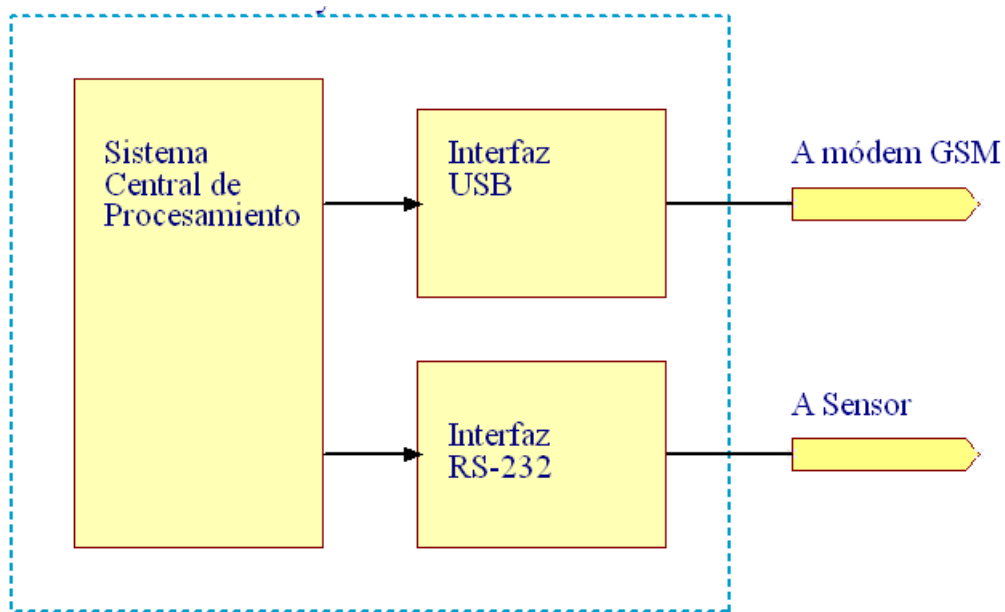 Sistema
Central de
Procesamiento
Interfaz
USB
A módem GSM
Interfaz
RS-232
A Sensor